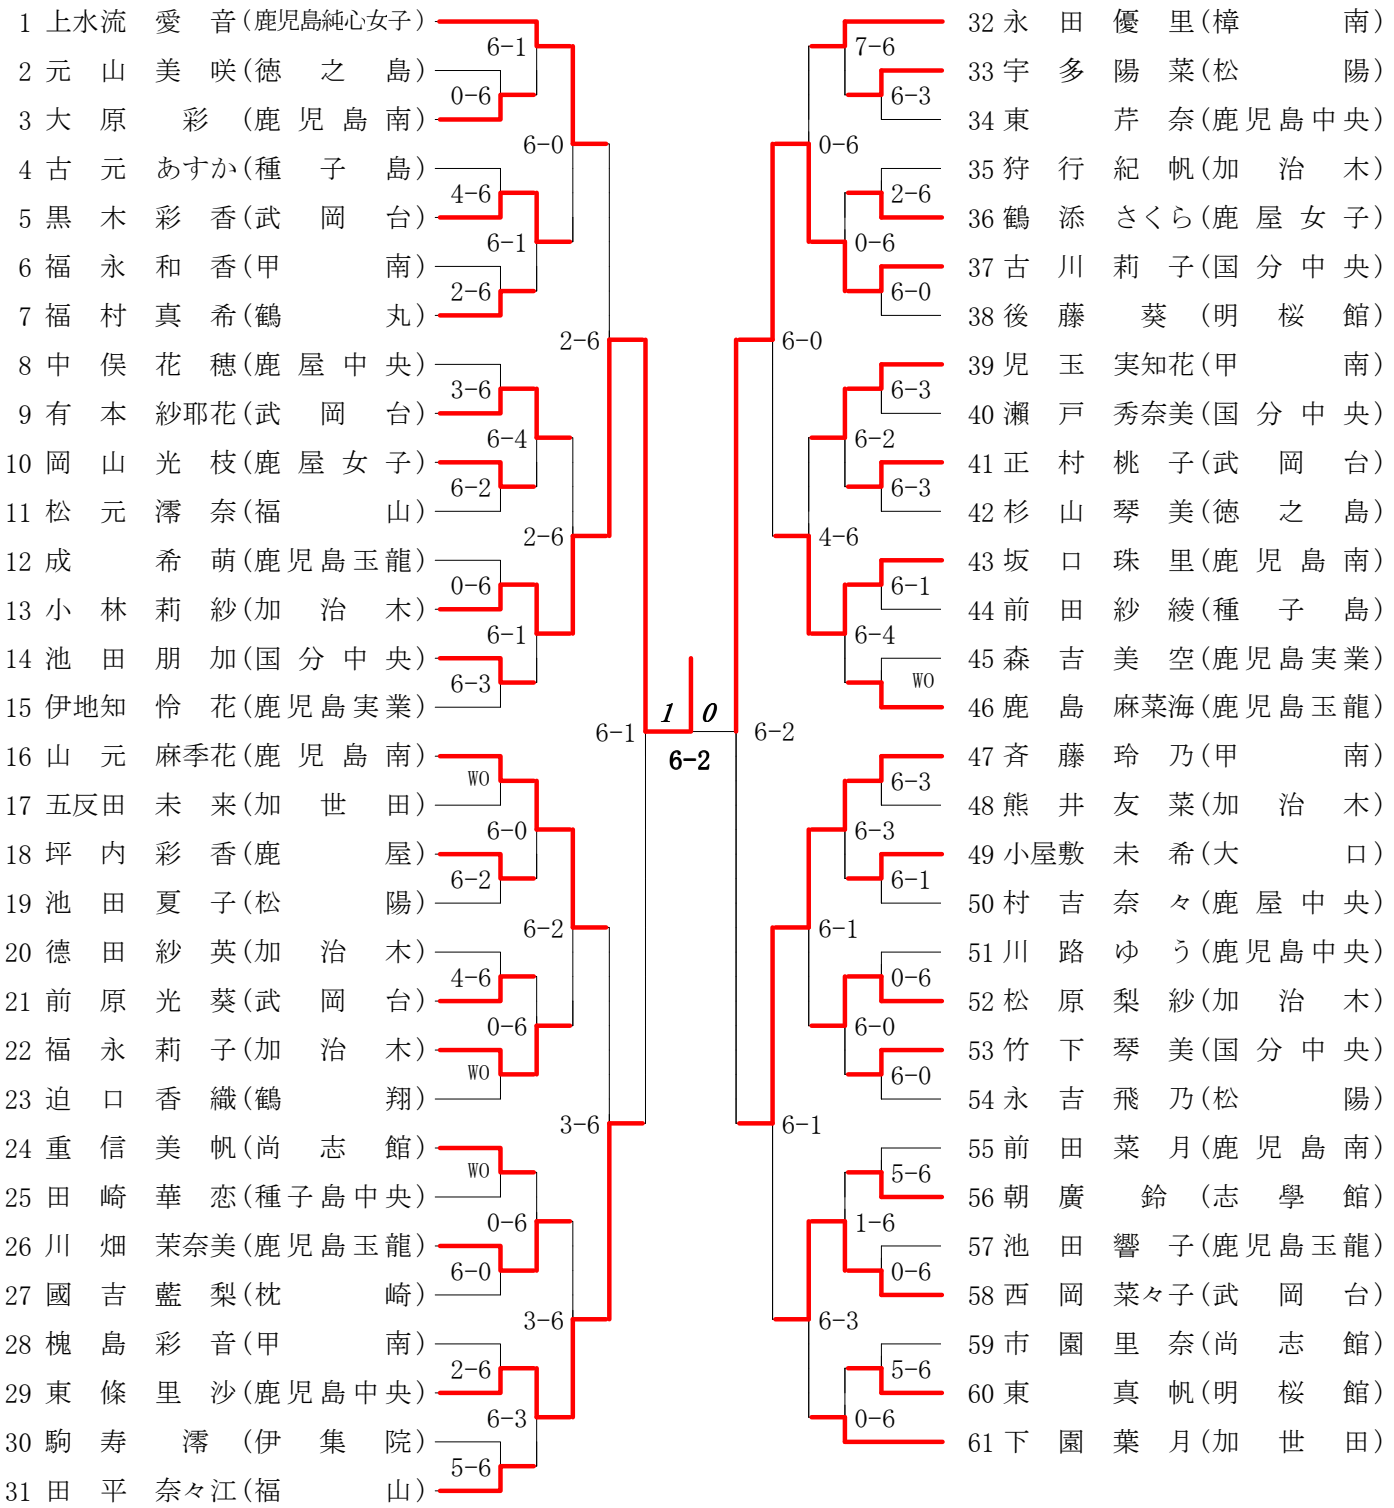 1 上水流 愛 音(鹿児島純心女子)
2 元 山 美 咲(徳 之 島)
3 大 原 彩 (鹿 児 島 南)
4 古 元 あすか(種 子 島)
5 黒 木 彩 香(武 岡 台)
6 福 永 和 香(甲 南)
7 福 村 真 希(鶴 丸)
8 中 俣 花 穂(鹿 屋 中 央)
9 有 本 紗耶花(武 岡 台)
10 岡 山 光 枝(鹿 屋 女 子)
11 松 元 澪 奈(福 山)
12 成 希 萌(鹿児島玉龍)
13 小 林 莉 紗(加 治 木)
14 池 田 朋 加(国 分 中 央)
15 伊地知 怜 花(鹿児島実業)
16 山 元 麻季花(鹿 児 島 南)
17 五反田 未 来(加 世 田)
18 坪 内 彩 香(鹿 屋)
19 池 田 夏 子(松 陽)
20 德 田 紗 英(加 治 木)
21 前 原 光 葵(武 岡 台)
22 福 永 莉 子(加 治 木)
23 迫 口 香 織(鶴 翔)
24 重 信 美 帆(尚 志 館)
25 田 崎 華 恋(種子島中央)
26 川 畑 茉奈美(鹿児島玉龍)
27 國 吉 藍 梨(枕 崎)
28 槐 島 彩 音(甲 南)
29 東 條 里 沙(鹿児島中央)
30 駒 寿 澪 (伊 集 院)
31 田 平 奈々江(福 山)
6-1
0-6
6-0
4-6
6-1
2-6
2-6
3-6
6-4
6-2
2-6
0-6
6-1
6-3
6-1
WO
6-0
6-2
6-2
4-6
0-6
WO
3-6
WO
0-6
6-0
3-6
2-6
6-3
5-6
1 0
6-2
7-6
6-3
0-6
2-6
0-6
6-0
6-0
6-3
6-2
6-3
4-6
6-1
6-4
WO
6-2
6-3
6-3
6-1
6-1
0-6
6-0
6-0
6-1
5-6
1-6
0-6
6-3
5-6
0-6
32 永 田 優 里(樟 南)
33 宇 多 陽 菜(松 陽)
34 東 芹 奈(鹿児島中央)
35 狩 行 紀 帆(加 治 木)
36 鶴 添 さくら(鹿 屋 女 子)
37 古 川 莉 子(国 分 中 央)
38 後 藤 葵 (明 桜 館)
39 児 玉 実知花(甲 南)
40 瀬 戸 秀奈美(国 分 中 央)
41 正 村 桃 子(武 岡 台)
42 杉 山 琴 美(徳 之 島)
43 坂 口 珠 里(鹿 児 島 南)
44 前 田 紗 綾(種 子 島)
45 森 吉 美 空(鹿児島実業)
46 鹿 島 麻菜海(鹿児島玉龍)
47 斉 藤 玲 乃(甲 南)
48 熊 井 友 菜(加 治 木)
49 小屋敷 未 希(大 口)
50 村 吉 奈 々(鹿 屋 中 央)
51 川 路 ゆ う(鹿児島中央)
52 松 原 梨 紗(加 治 木)
53 竹 下 琴 美(国 分 中 央)
54 永 吉 飛 乃(松 陽)
55 前 田 菜 月(鹿 児 島 南)
56 朝 廣 鈴 (志 學 館)
57 池 田 響 子(鹿児島玉龍)
58 西 岡 菜々子(武 岡 台)
59 市 園 里 奈(尚 志 館)
60 東 真 帆(明 桜 館)
61 下 園 葉 月(加 世 田)